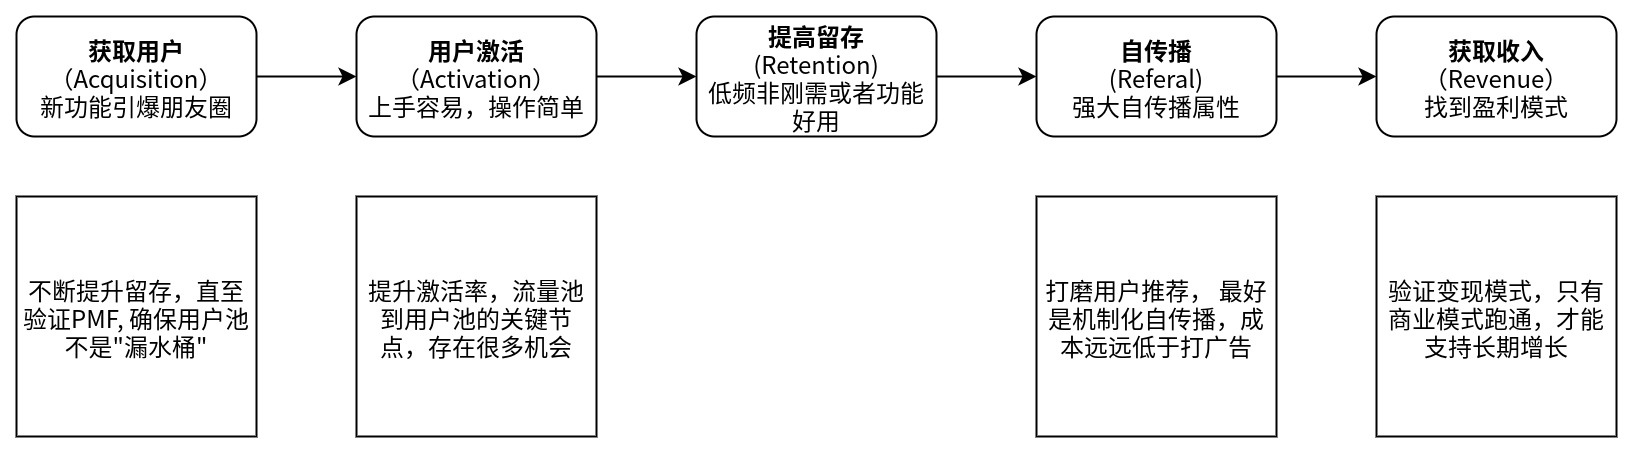 获取用户
（Acquisition）
新功能引爆朋友圈
用户激活
（Activation）
上手容易，操作简单
提高留存
(Retention)
低频非刚需或者功能
好用
自传播
(Referal)
强大自传播属性
获取收入
（Revenue）
找到盈利模式
不断提升留存，直至
验证PMF, 确保用户池
不是"漏水桶"
提升激活率，流量池
到用户池的关键节
点，存在很多机会
打磨用户推荐， 最好
是机制化自传播，成
本远远低于打广告
验证变现模式，只有
商业模式跑通，才能
支持长期增长